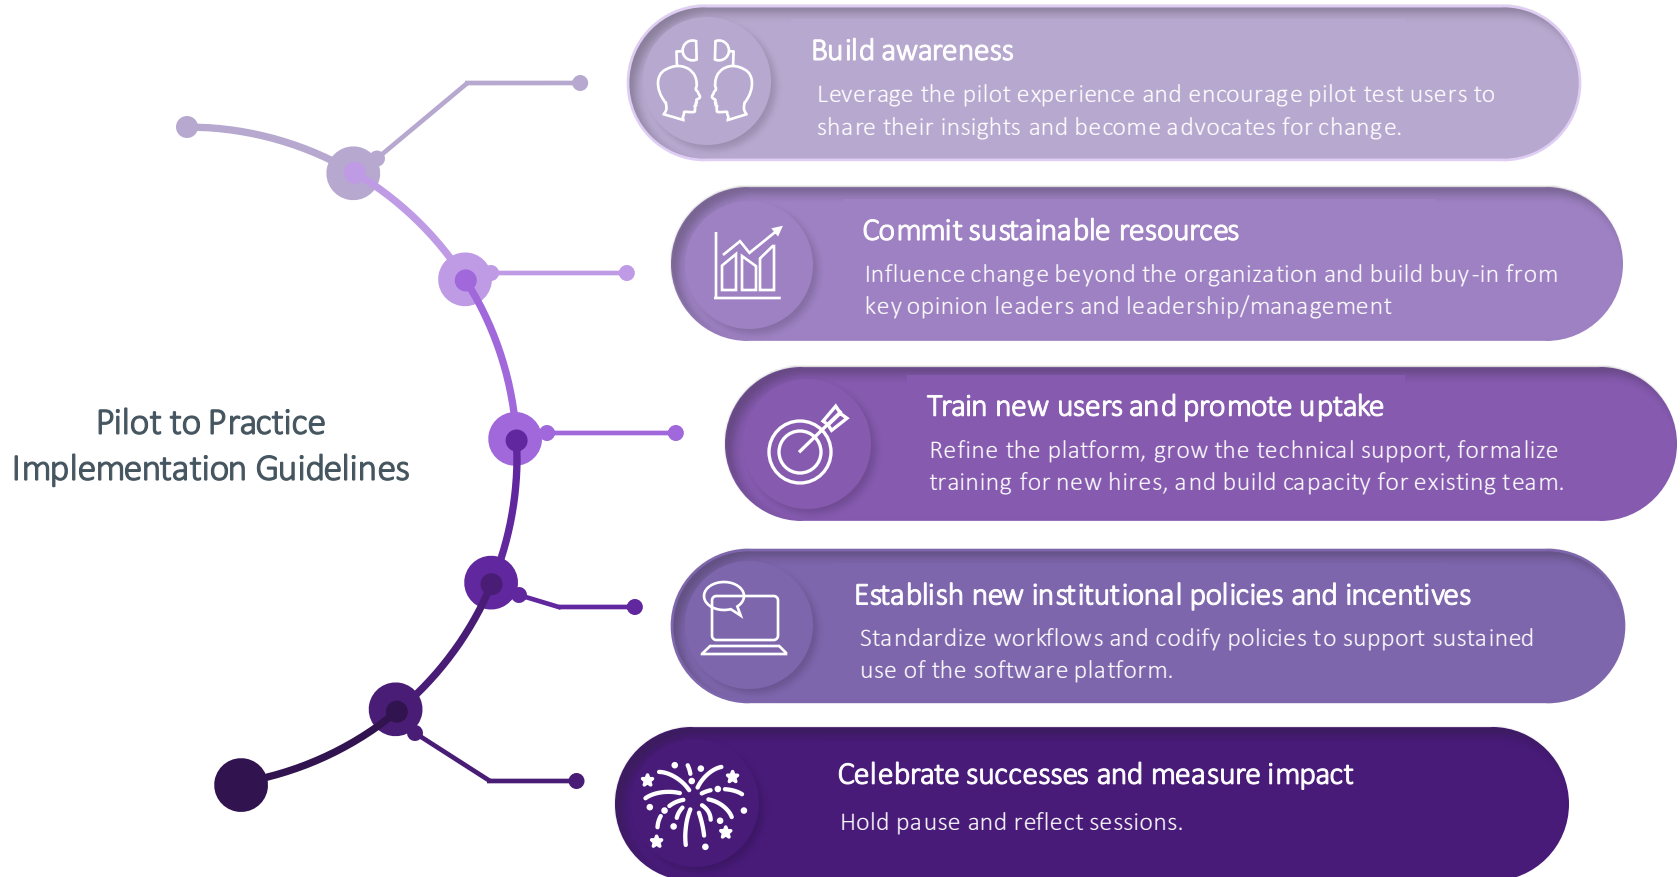 Build awareness
Leverage the pilot experience and encourage pilot test users to
share their insights and become advocates for change.
Commit sustainable resources
Influence change beyond the organization and build buy-in from
key opinion leaders and leadership/management
Pilot to Practice
Implementation Guidelines
Train new users and promote uptake
Refine the platform, grow the technical support, formalize
training for new hires, and build capacity for existing team.
Establish new institutional policies and incentives
Standardize workflows and codify policies to support sustained
use of the software platform.
Celebrate successes and measure impact
Hold pause and reflect sessions.